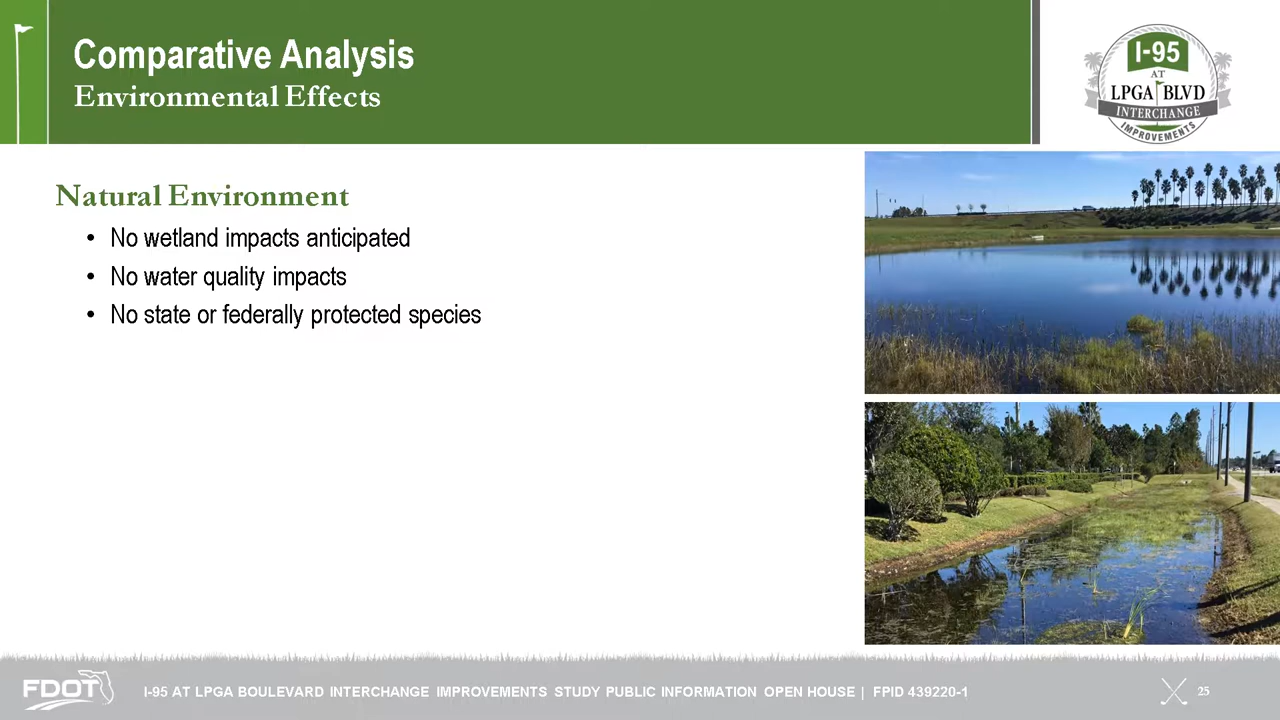 Comparative Analysis
Environmental Effects
I-95
AT
LPGA BLVD
INTERCHANGE
IMPROVEMENTS
Natural Environment
• No wetland impacts anticipated
• No water quality impacts
• No state or federally protected species
FDOT
I-95 AT LPGA BOULEVARD INTERCHANGE IMPROVEMENTS STUDY PUBLIC INFORMATION OPEN HOUSE | FPID 439220-1
25